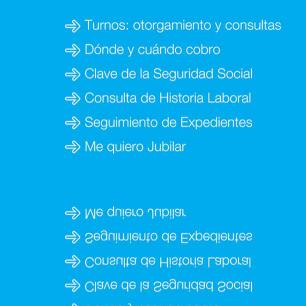 Turnos: otorgamiento y consultas
Dónde y cuándo cobro
Clave de la Seguridad Social
Consulta de Historia Laboral
Seguimiento de Expedientes
Me quiero Jubilar
Me quiero Jubilar
Seguimiento de Expedientes
Consulta de Historia Laboral
Clave de la Seguridad Social